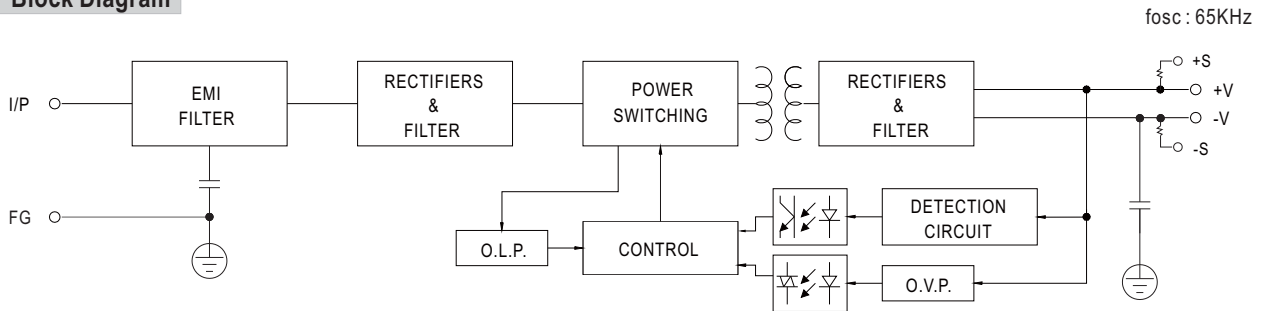 Block Diagram
fosc : 65KHz
I/P
EMI
FILTER
RECTIFIERS
&
FILTER
POWER
SWITCHING
RECTIFIERS
&
FILTER
+S
+V
-V
-S
FG
O.L.P.
CONTROL
DETECTION
CIRCUIT
O.V.P.